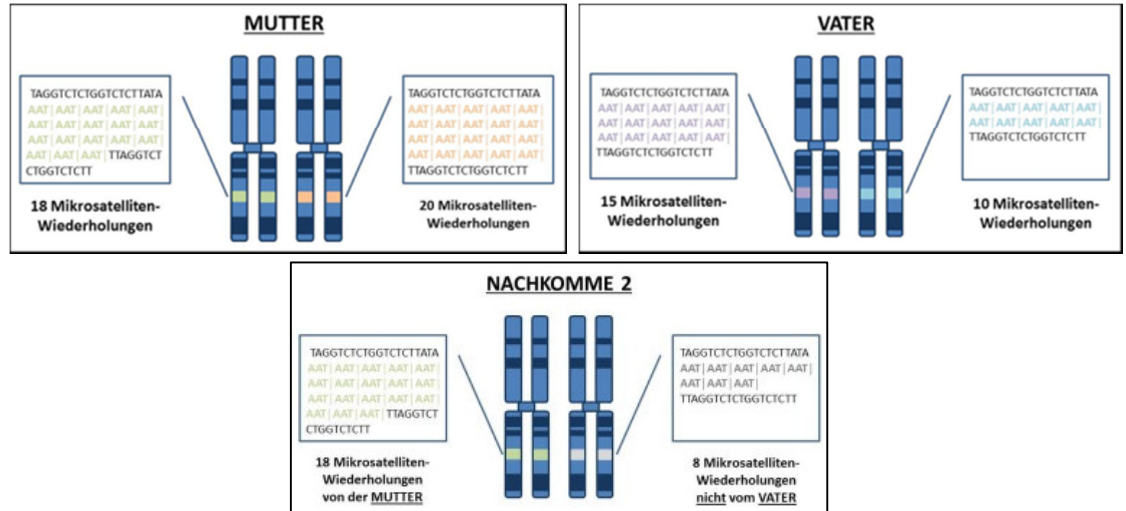 MUTTER
TAGGTCTCTGGTCTCTTATA
AAT|AAT|AAT|AAT|AAT|
AAT|AAT|AAT|AAT|AAT|
AAT|AAT|AAT|AAT|AAT|
AAT|AAT|AAT|TTAGGTCT
CTGGTCTCTT
18 Mikrosatelliten-
Wiederholungen
TAGGTCTCTGGTCTCTTATA
AAT|AAT|AAT|AAT|AAT|
AAT|AAT|AAT|AAT|AAT|
AAT|AAT|AAT|AAT|AAT|
AAT|AAT|AAT|AAT|AAT|
TTAGGTCTCTGGTCTCTT
20 Mikrosatelliten-
Wiederholungen
VATER
TAGGTCTCTGGTCTCTTATA
AAT|AAT|AAT|AAT|AAT|
AAT|AAT|AAT|AAT|AAT|
AAT|AAT|AAT|AAT|AAT|
TTAGGTCTCTGGTCTCTT
15 Mikrosatelliten-
Wiederholungen
TAGGTCTCTGGTCTCTTATA
AAT|AAT|AAT|AAT|AAT|
AAT|AAT|AAT|AAT|AAT|
TTAGGTCTCTGGTCTCTT
10 Mikrosatelliten-
Wiederholungen
NACHKOMME 2
TAGGTCTCTGGTCTCTTATA
AAT|AAT|AAT|AAT|AAT|
AAT|AAT|AAT|AAT|AAT|
AAT|AAT|AAT|AAT|AAT|
AAT|AAT|AAT|TTAGGTCT
CTGGTCTCTT
18 Mikrosatelliten-
Wiederholungen
von der MUTTER
TAGGTCTCTGGTCTCTTATA
AAT|AAT|AAT|AAT|AAT|
AAT|AAT|AAT|
TTAGGTCTCTGGTCTCTT
8 Mikrosatelliten-
Wiederholungen
nicht vom VATER